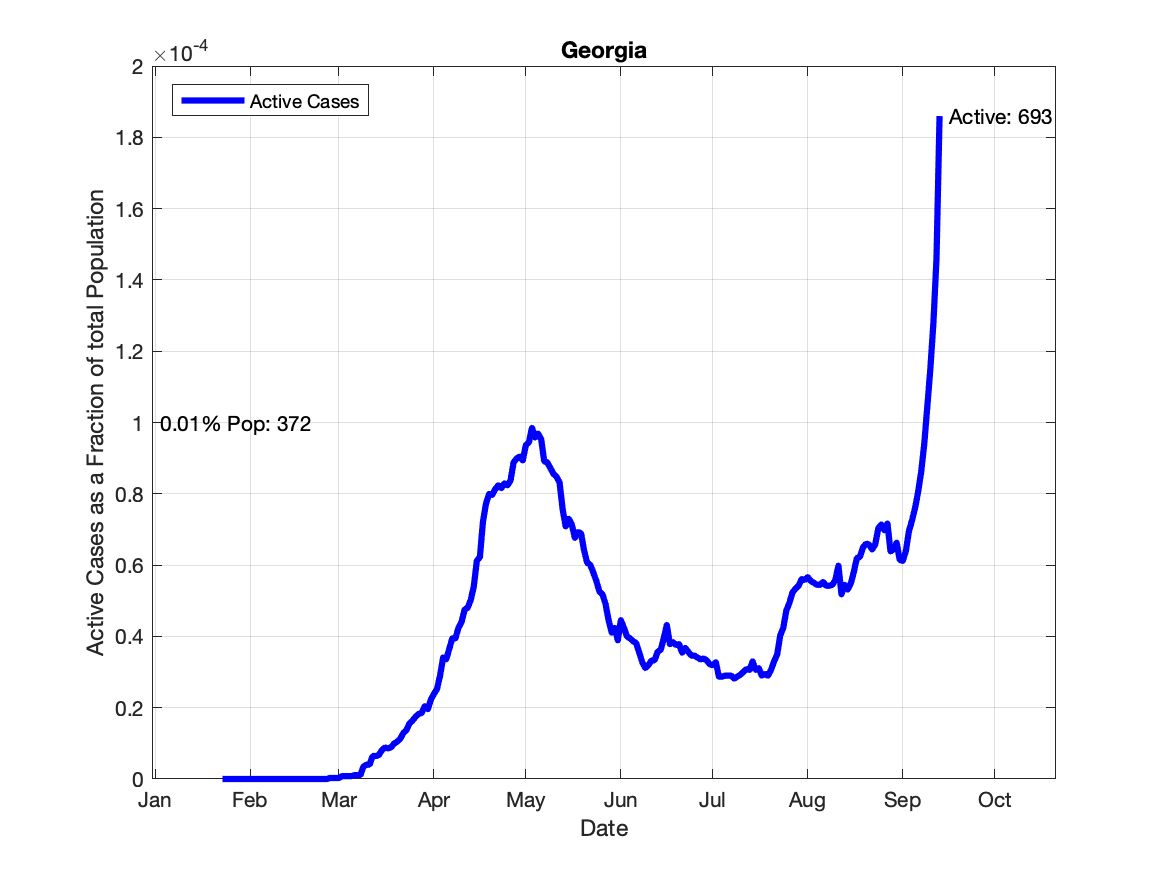 Georgia
×10-4
Active Cases
Active: 693
0.01% Pop: 372
Active Cases as a Fraction of total Population
2
1.8
1.6
1.4
1.2
1
0.8
0.6
0.4
0.2
0
Jan Feb Mar Apr May Jun Jul Aug Sep Oct
Date